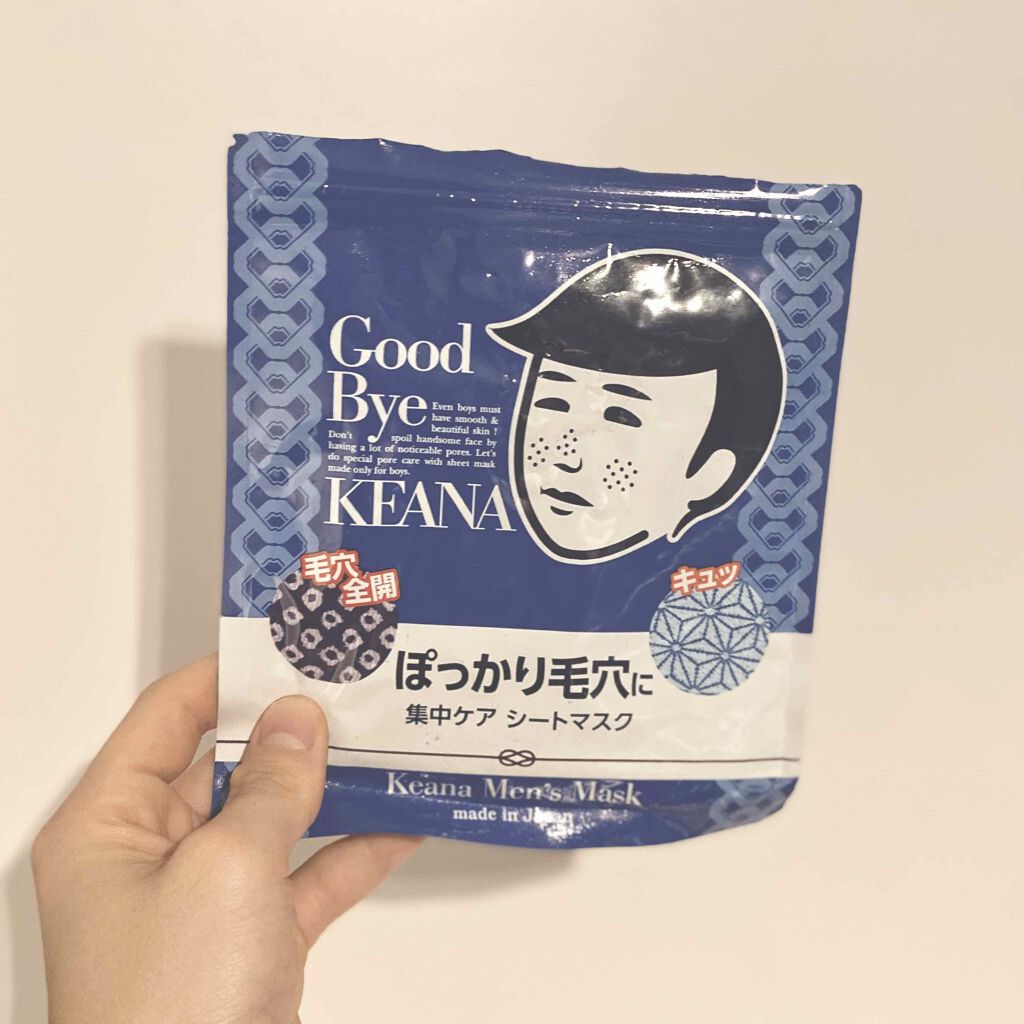 Good
Bye
Even boys must
have smooth &
beautiful skin !
Don't spoil handsome face by
having a lot of noticeable pores. Let's
do special pore care with sheet mask
made only for boys.
KEANA
毛穴
全開
キュッ
ぽっかり毛穴に
集中ケア シートマスク
Keana Men's Mask
made in Japan